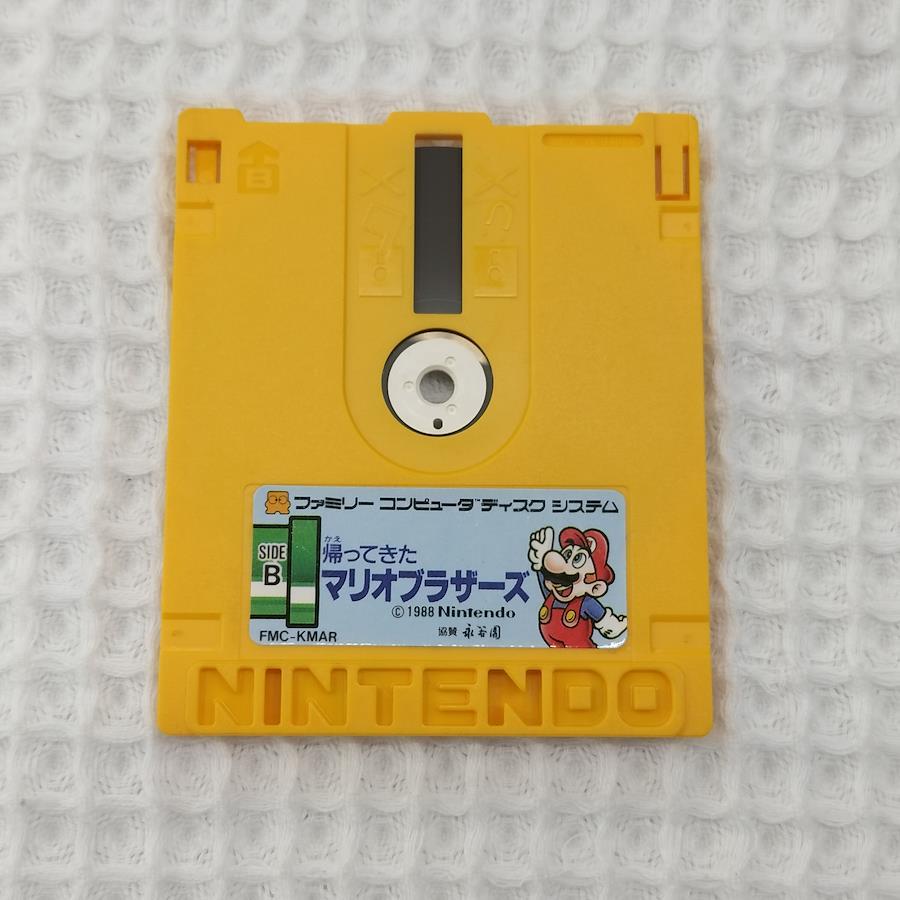 ファミリー コンピュータ™ ディスク システム
SIDE
B
かえ
帰ってきた
マリオブラザーズ
©1988 Nintendo
FMC-KMAR
協賛 永谷園
NINTENDO